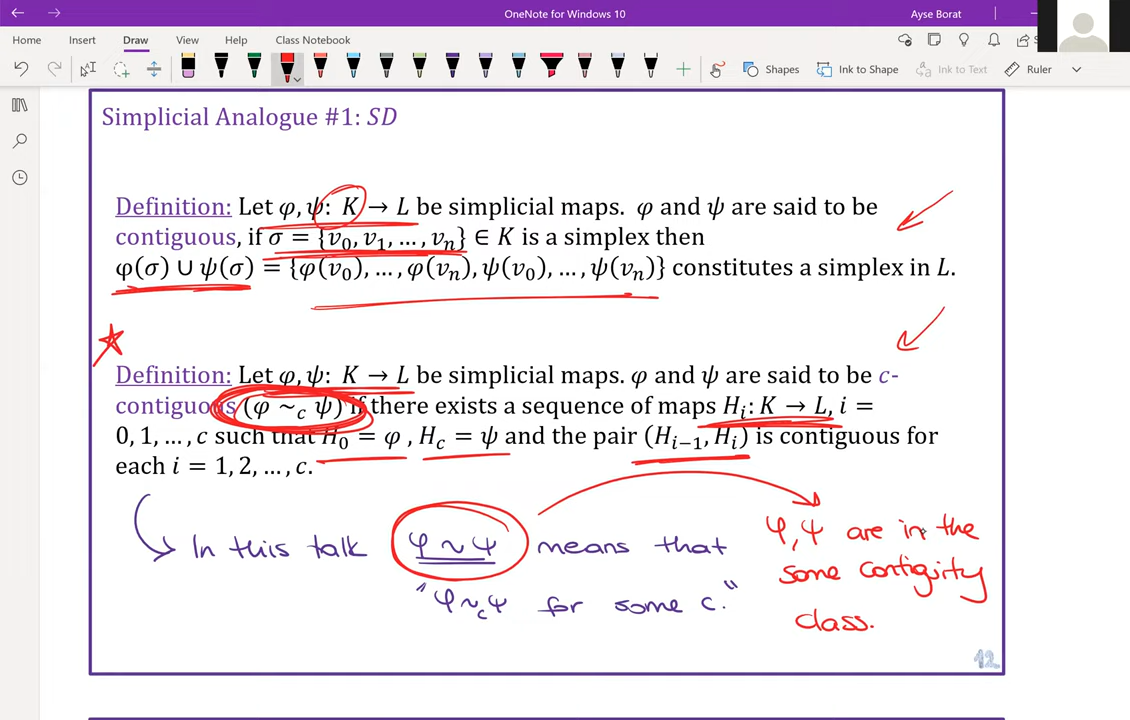 OneNote for Windows 10
Ayse Borat
Home Insert Draw View Help Class Notebook
Share
Shapes Ink to Shape Ink to Text Ruler
Simplicial Analogue #1: SD
Definition: Let φ, ψ: K → L be simplicial maps. φ and ψ are said to be
contiguous, if σ = {v₀, v₁, … , vₙ} ∈ K is a simplex then
φ(σ) ∪ ψ(σ) = {φ(v₀), … , φ(vₙ), ψ(v₀), … , ψ(vₙ)} constitutes a simplex in L.
Definition: Let φ, ψ: K → L be simplicial maps. φ and ψ are said to be c-
contiguous (φ ~c ψ) if there exists a sequence of maps Hᵢ: K → L, i =
0, 1, … , c such that H₀ = φ , Hc = ψ and the pair (Hᵢ₋₁, Hᵢ) is contiguous for
each i = 1, 2, … , c.
In this talk φ ~ ψ means that
"φ ~c ψ for some c."
φ, ψ are in the
same contiguity
class.
12